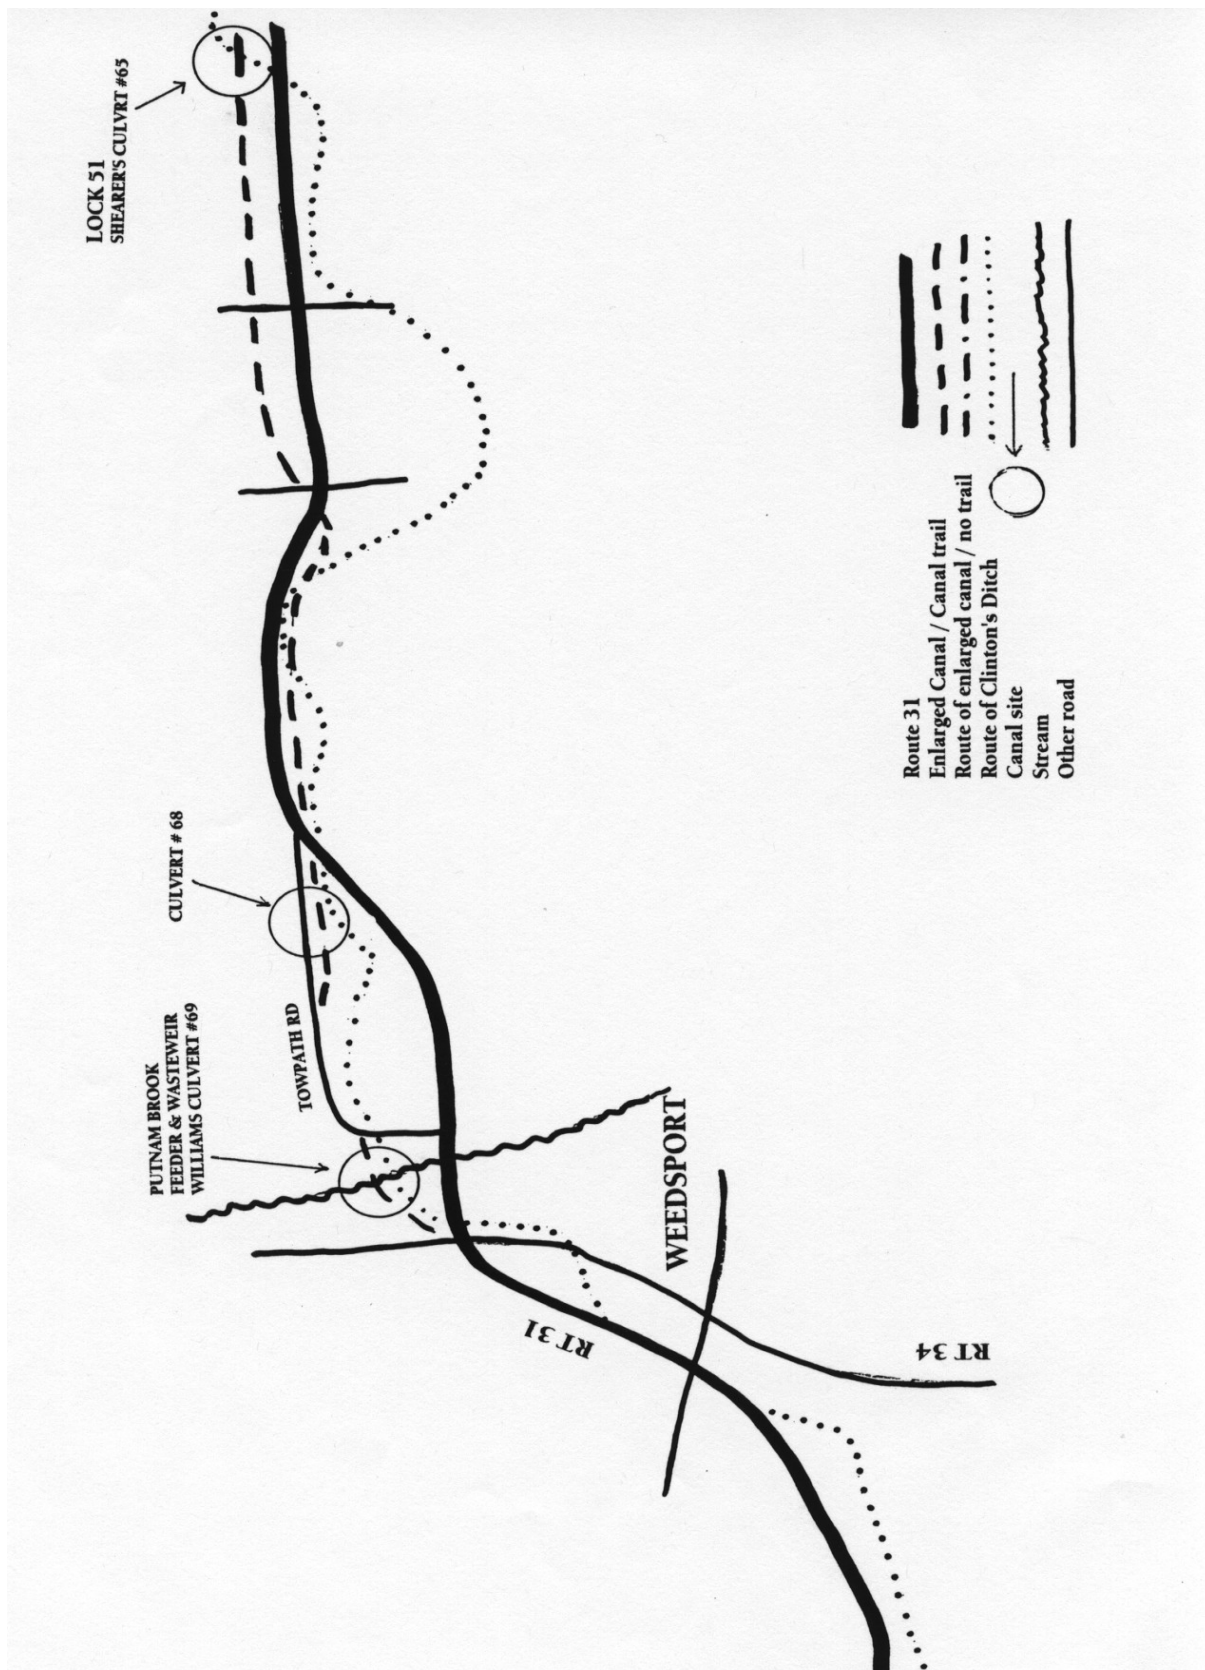 LOCK 51
SHEARER'S CULVRT #65
CULVERT # 68
PUTNAM BROOK
FEEDER & WASTEWEIR
WILLIAMS CULVERT #69
TOWPATH RD
WEEDSPORT
RT 31
RT 34
Route 31
Enlarged Canal / Canal trail
Route of enlarged canal / no trail
Route of Clinton's Ditch
Canal site
Stream
Other road